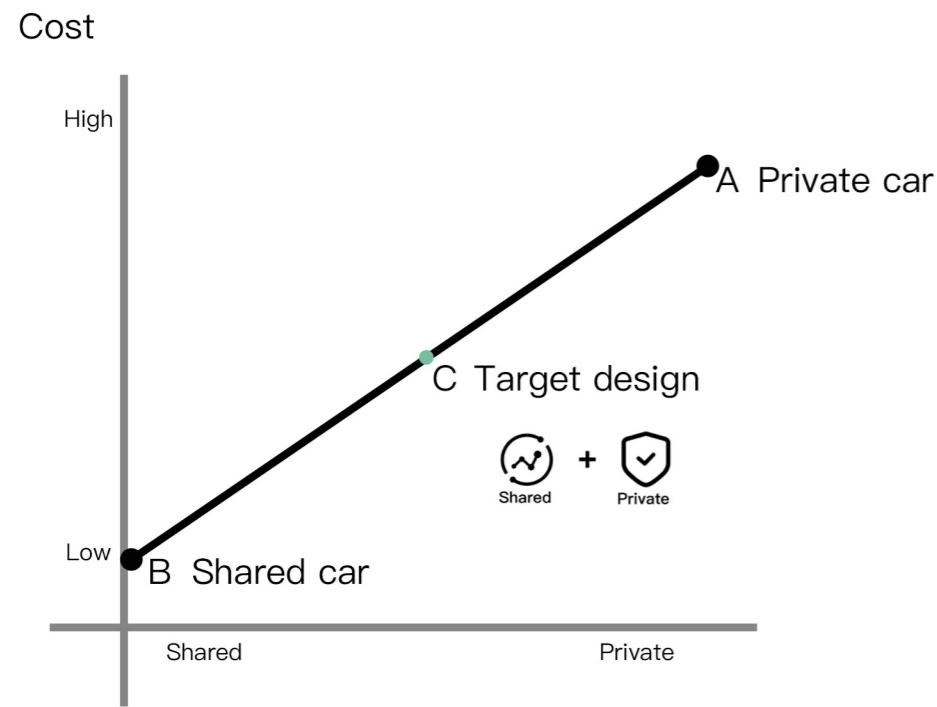 Cost
High
A Private car
C Target design
+
Shared
Private
Low
B Shared car
Shared
Private